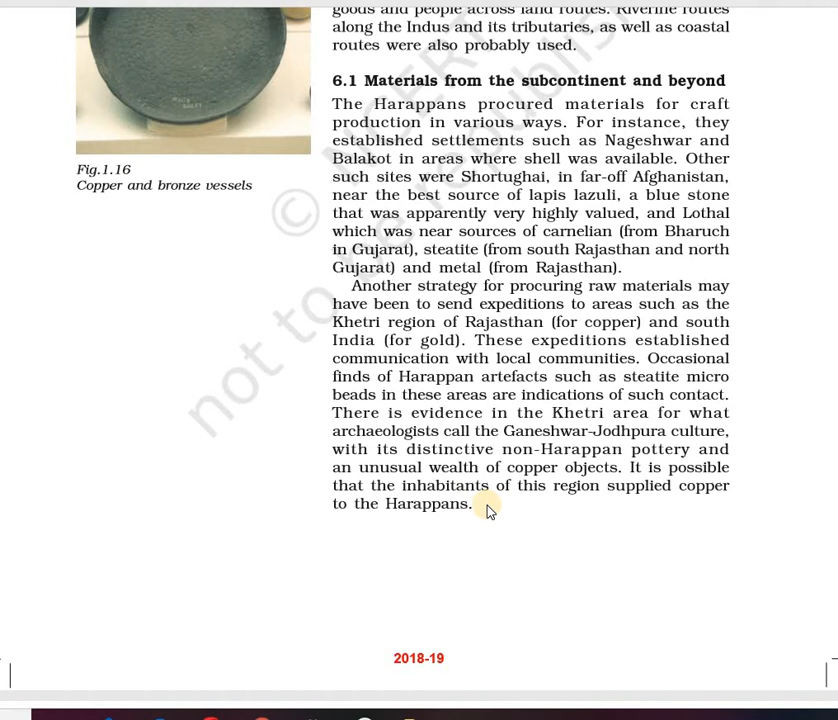 goods and people across land routes. Riverine routes
along the Indus and its tributaries, as well as coastal
routes were also probably used.
6.1 Materials from the subcontinent and beyond
The Harappans procured materials for craft
production in various ways. For instance, they
established settlements such as Nageshwar and
Balakot in areas where shell was available. Other
such sites were Shortughai, in far-off Afghanistan,
near the best source of lapis lazuli, a blue stone
that was apparently very highly valued, and Lothal
which was near sources of carnelian (from Bharuch
in Gujarat), steatite (from south Rajasthan and north
Gujarat) and metal (from Rajasthan).
Another strategy for procuring raw materials may
have been to send expeditions to areas such as the
Khetri region of Rajasthan (for copper) and south
India (for gold). These expeditions established
communication with local communities. Occasional
finds of Harappan artefacts such as steatite micro
beads in these areas are indications of such contact.
There is evidence in the Khetri area for what
archaeologists call the Ganeshwar-Jodhpura culture,
with its distinctive non-Harappan pottery and
an unusual wealth of copper objects. It is possible
that the inhabitants of this region supplied copper
to the Harappans.
Fig.1.16
Copper and bronze vessels
© NCERT
not to be republis
2018-19